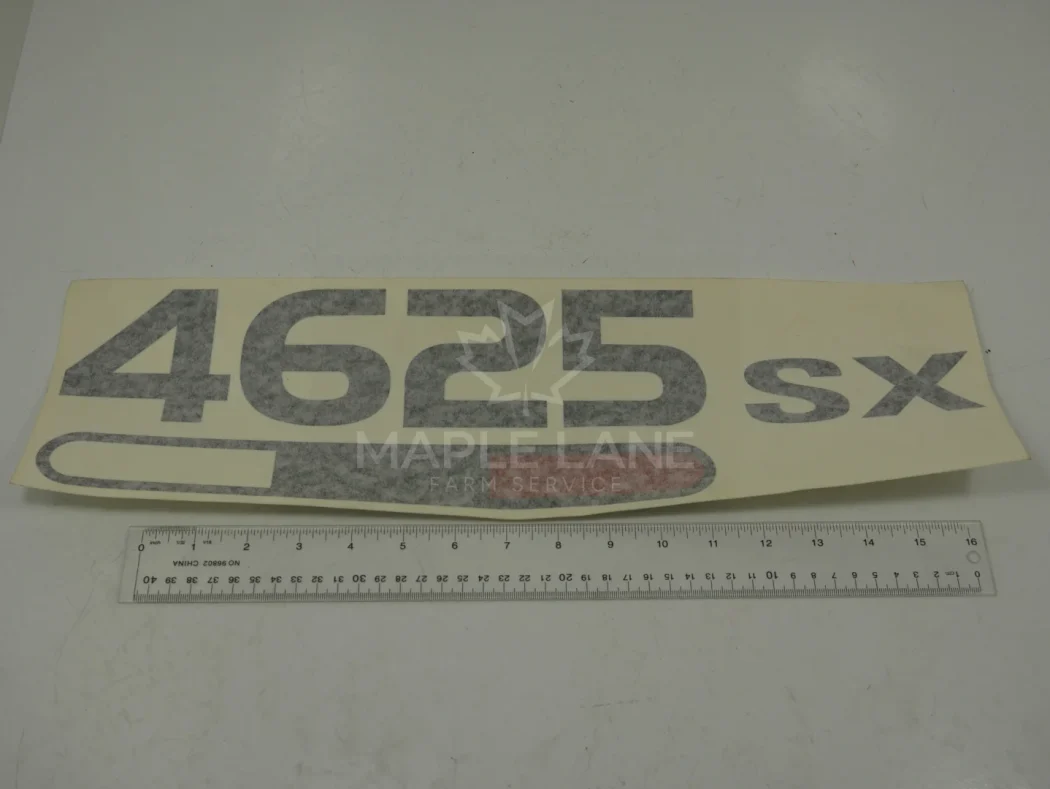 4625 SX
MAPLE LANE
FARM SERVICE
0 1 2 3 4 5 6 7 8 9 10 11 12 13 14 15 16
NO.98802 CHINA
40 39 38 37 36 35 34 33 32 31 30 29 28 27 26 25 24 23 22 21 20 19 18 17 16 15 14 13 12 11 10 9 8 7 6 5 4 3 2 1cm 0